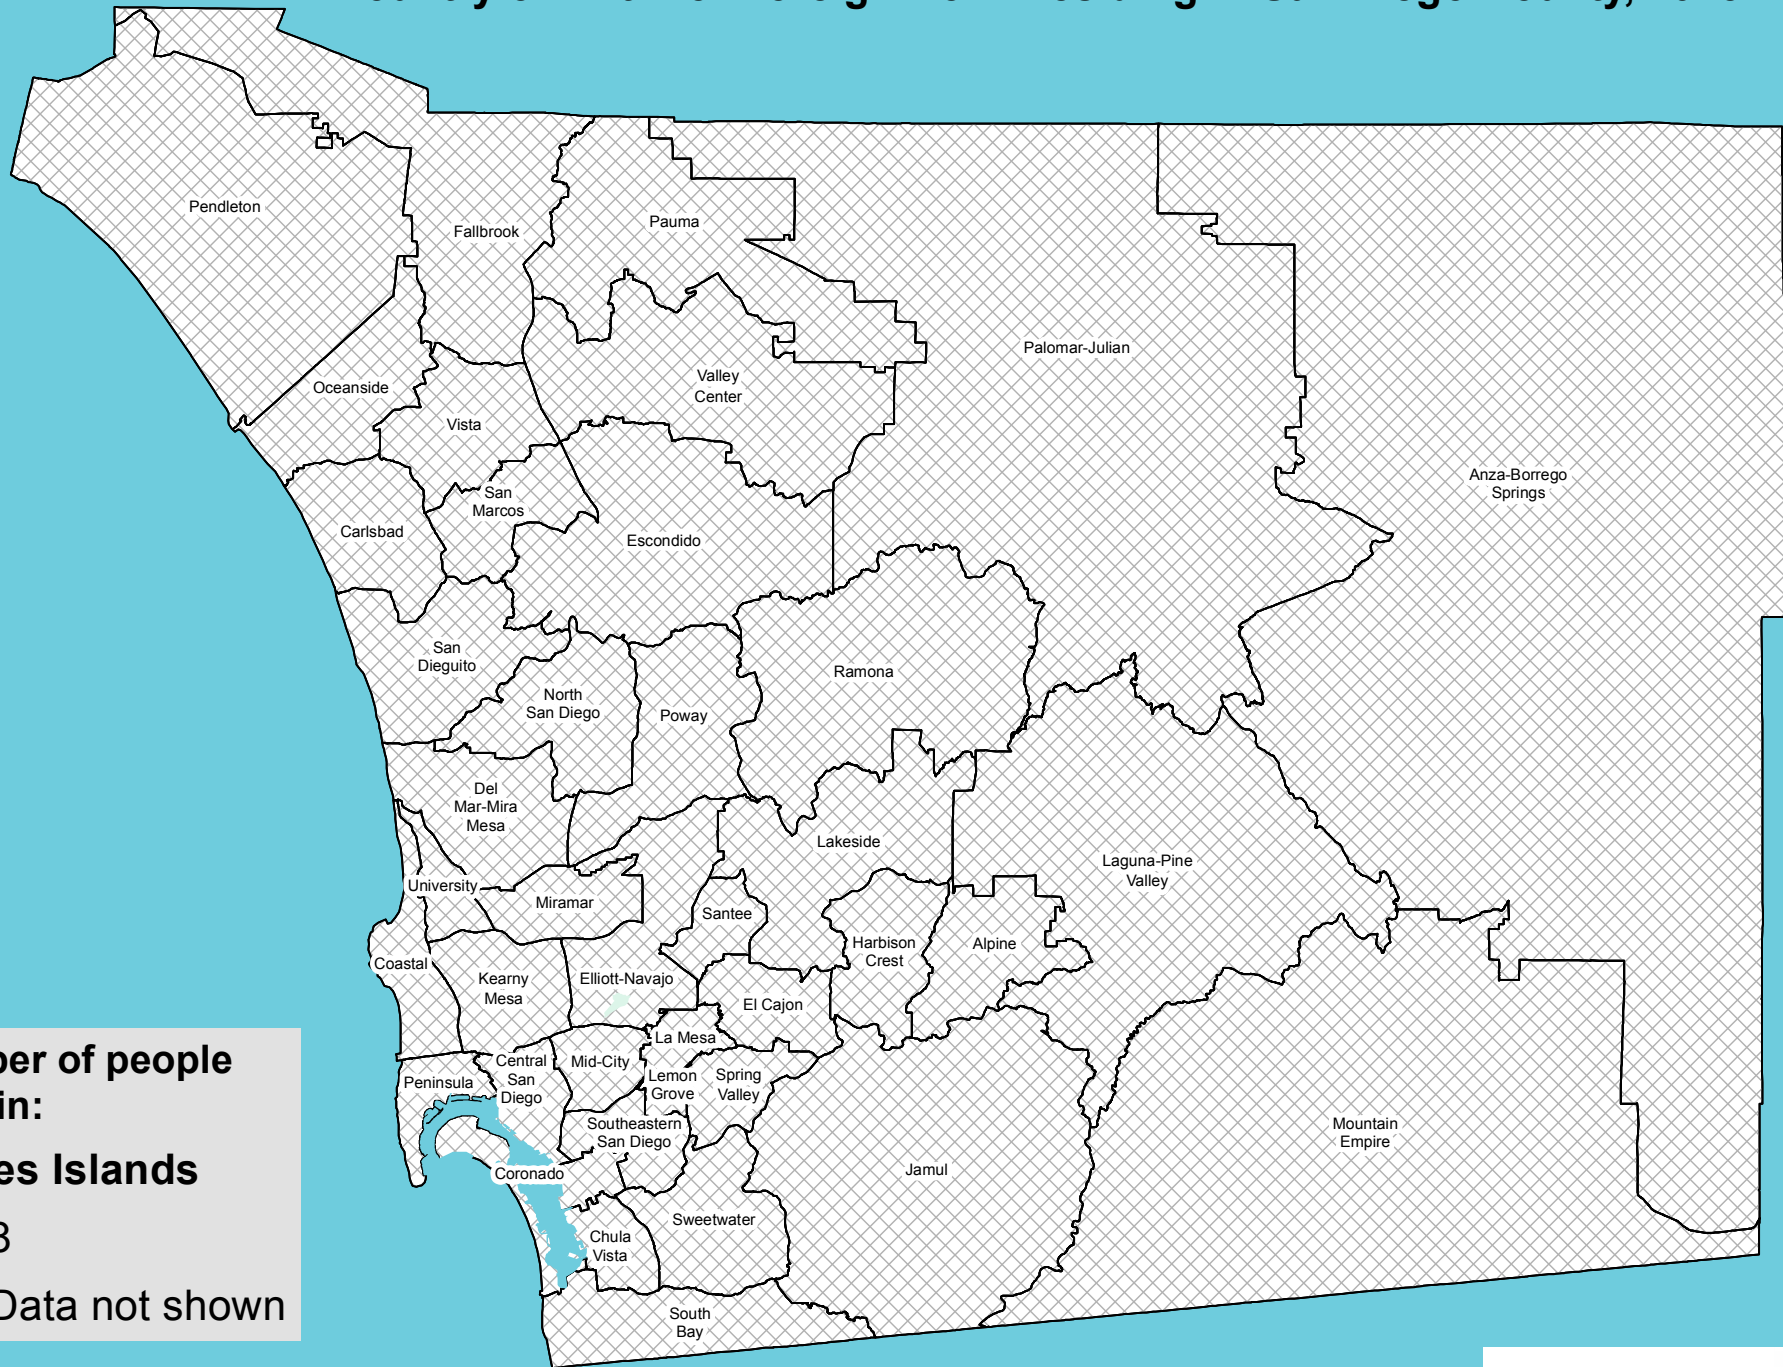 Pendleton
Fallbrook
Pauma
Palomar-Julian
Oceanside
Valley
Center
Vista
Anza-Borrego
Springs
San
Marcos
Carlsbad
Escondido
San
Dieguito
Ramona
North
San Diego
Poway
Del
Mar-Mira
Mesa
Lakeside
Laguna-Pine
Valley
University
Miramar
Santee
Harbison
Crest
Alpine
Coastal
Kearny
Mesa
Elliott-Navajo
El Cajon
La Mesa
Mid-City
Central
San
Diego
Peninsula
Lemon
Grove
Spring
Valley
Southeastern
San Diego
Mountain
Empire
Coronado
Jamul
Sweetwater
Chula
Vista
South
Bay
of people
in:
Islands
Data not shown